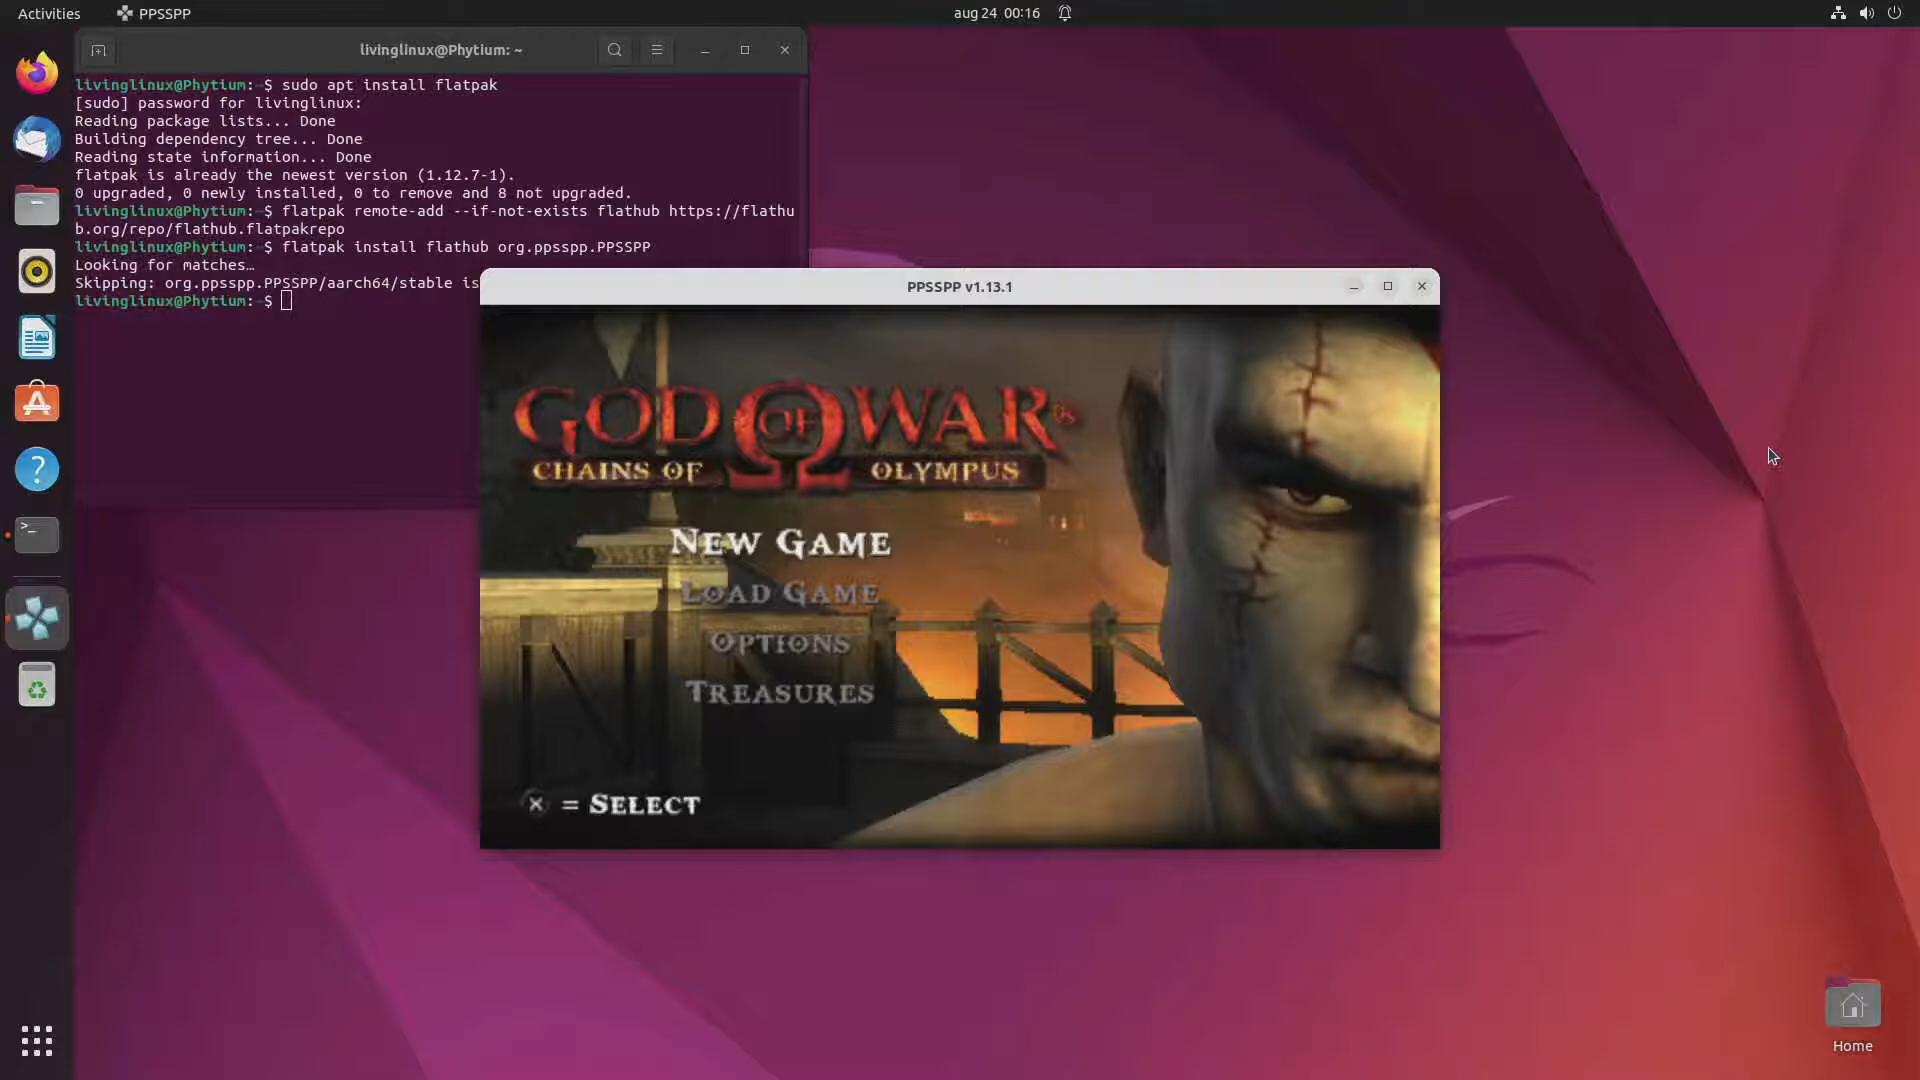 Activities
PPSSPP
aug 24 00:16
livinglinux@Phytium: ~
livinglinux@Phytium:~$ sudo apt install flatpak
[sudo] password for livinglinux:
Reading package lists... Done
Building dependency tree... Done
Reading state information... Done
flatpak is already the newest version (1.12.7-1).
0 upgraded, 0 newly installed, 0 to remove and 8 not upgraded.
livinglinux@Phytium:~$ flatpak remote-add --if-not-exists flathub https://flathu
b.org/repo/flathub.flatpakrepo
livinglinux@Phytium:~$ flatpak install flathub org.ppsspp.PPSSPP
Looking for matches…
Skipping: org.ppsspp.PPSSPP/aarch64/stable is
livinglinux@Phytium:~$
PPSSPP v1.13.1
GOD OF WAR
CHAINS OF OLYMPUS
NEW GAME
LOAD GAME
OPTIONS
TREASURES
= SELECT
Home